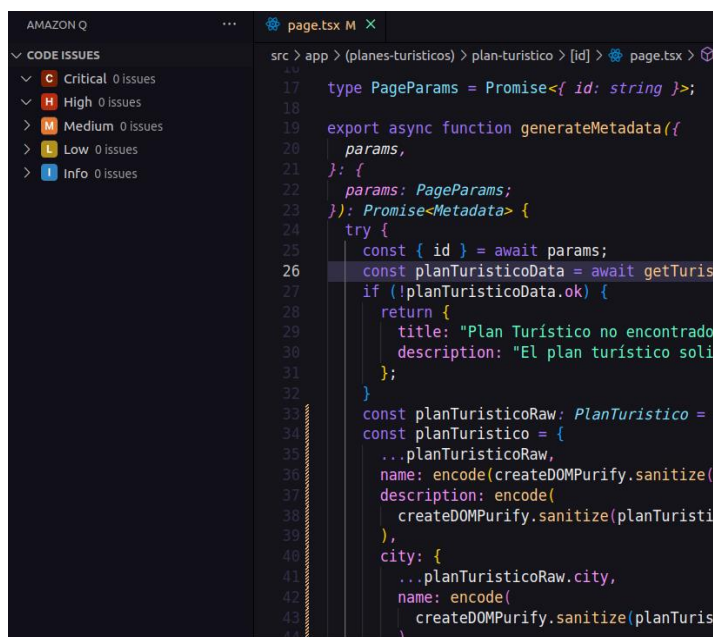 AMAZON Q ...
CODE ISSUES
C Critical 0 issues
H High 0 issues
M Medium 0 issues
L Low 0 issues
I Info 0 issues
page.tsx M ×
src > app > (planes-turisticos) > plan-turistico > [id] > page.tsx >
16
17 type PageParams = Promise<{ id: string }>;
18
19 export async function generateMetadata({
20 params,
21 }: {
22 params: PageParams;
23 }): Promise<Metadata> {
24 try {
25 const { id } = await params;
26 const planTuristicoData = await getTuris
27 if (!planTuristicoData.ok) {
28 return {
29 title: "Plan Turístico no encontrado
30 description: "El plan turístico soli
31 };
32 }
33 const planTuristicoRaw: PlanTuristico =
34 const planTuristico = {
35 ...planTuristicoRaw,
36 name: encode(createDOMPurify.sanitize(
37 description: encode(
38 createDOMPurify.sanitize(planTuristi
39 ),
40 city: {
41 ...planTuristicoRaw.city,
42 name: encode(
43 createDOMPurify.sanitize(planTuris
44 )